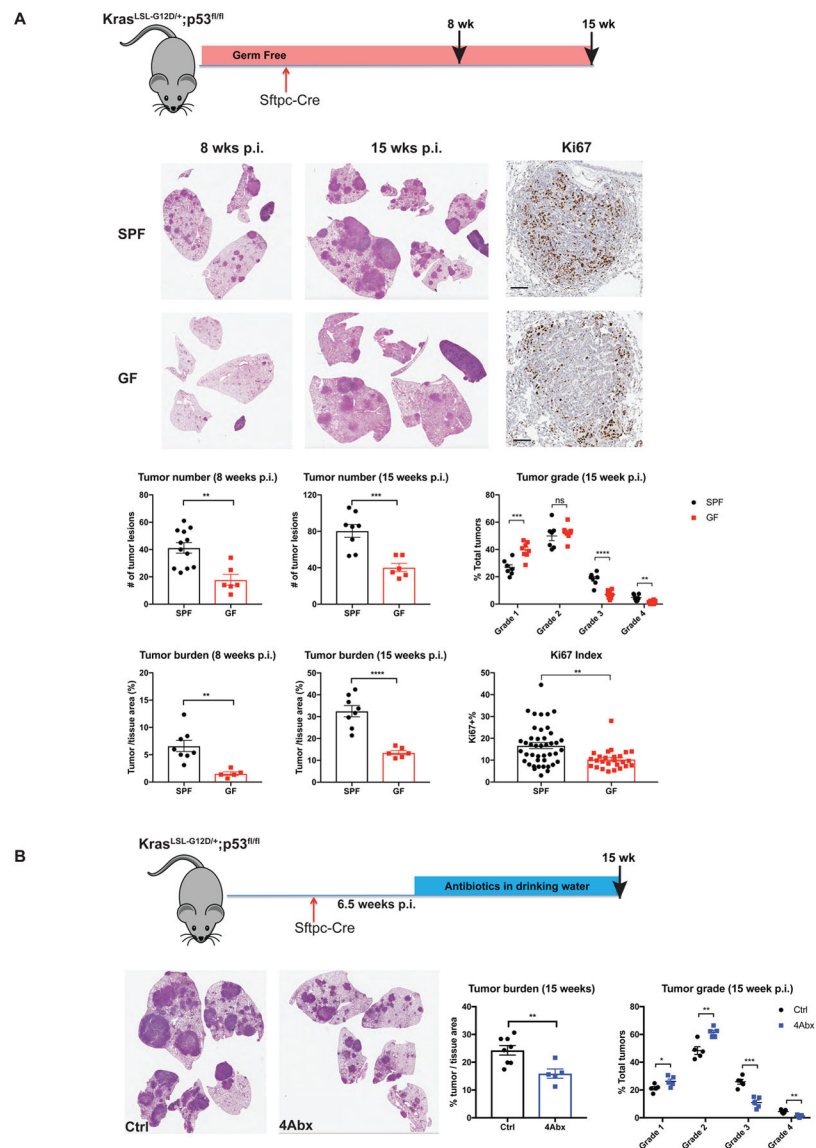 A
Kras^LSL-G12D/+;p53^fl/fl
8 wk
15 wk
Germ Free
Sftpc-Cre
8 wks p.i.
15 wks p.i.
Ki67
SPF
GF
Tumor number (8 weeks p.i.)
# of tumor lesions
80
60
40
20
0
**
SPF
GF
Tumor number (15 weeks p.i.)
# of tumor lesions
120
90
60
30
0
***
SPF
GF
Tumor grade (15 week p.i.)
% Total tumors
80
60
40
20
0
***
ns
****
**
Grade 1
Grade 2
Grade 3
Grade 4
SPF
GF
Tumor burden (8 weeks p.i.)
Tumor /tissue area (%)
20
15
10
5
0
**
SPF
GF
Tumor burden (15 weeks p.i.)
Tumor /tissue area (%)
50
40
30
20
10
0
****
SPF
GF
Ki67 Index
Ki67+%
50
40
30
20
10
0
**
SPF
GF
B
Kras^LSL-G12D/+;p53^fl/fl
15 wk
Antibiotics in drinking water
6.5 weeks p.i.
Sftpc-Cre
Ctrl
4Abx
Tumor burden (15 weeks)
% tumor / tissue area
40
30
20
10
0
**
Ctrl
4Abx
Tumor grade (15 week p.i.)
% Total tumors
80
60
40
20
0
*
**
***
**
Grade 1
Grade 2
Grade 3
Grade 4
Ctrl
4Abx